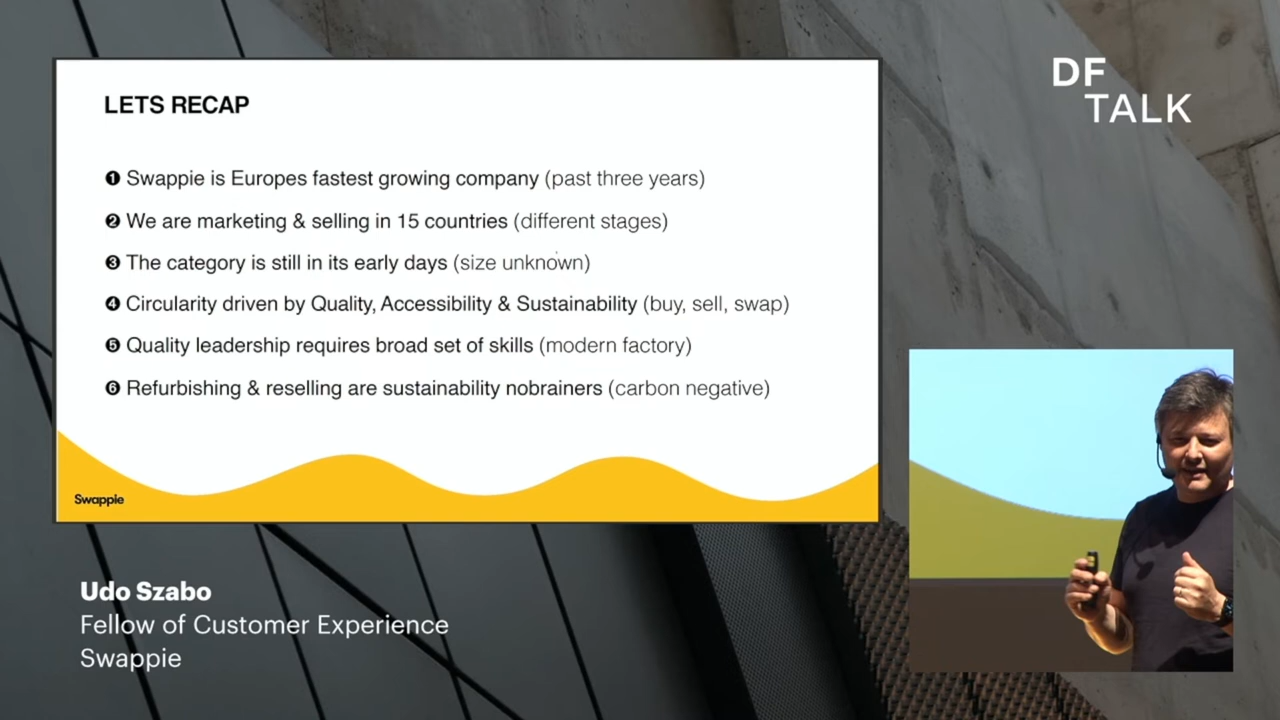 LETS RECAP
❶ Swappie is Europes fastest growing company (past three years)
❷ We are marketing & selling in 15 countries (different stages)
❸ The category is still in its early days (size unknown)
❹ Circularity driven by Quality, Accessibility & Sustainability (buy, sell, swap)
❺ Quality leadership requires broad set of skills (modern factory)
❻ Refurbishing & reselling are sustainability nobrainers (carbon negative)
Swappie
DF
TALK
Udo Szabo
Fellow of Customer Experience
Swappie